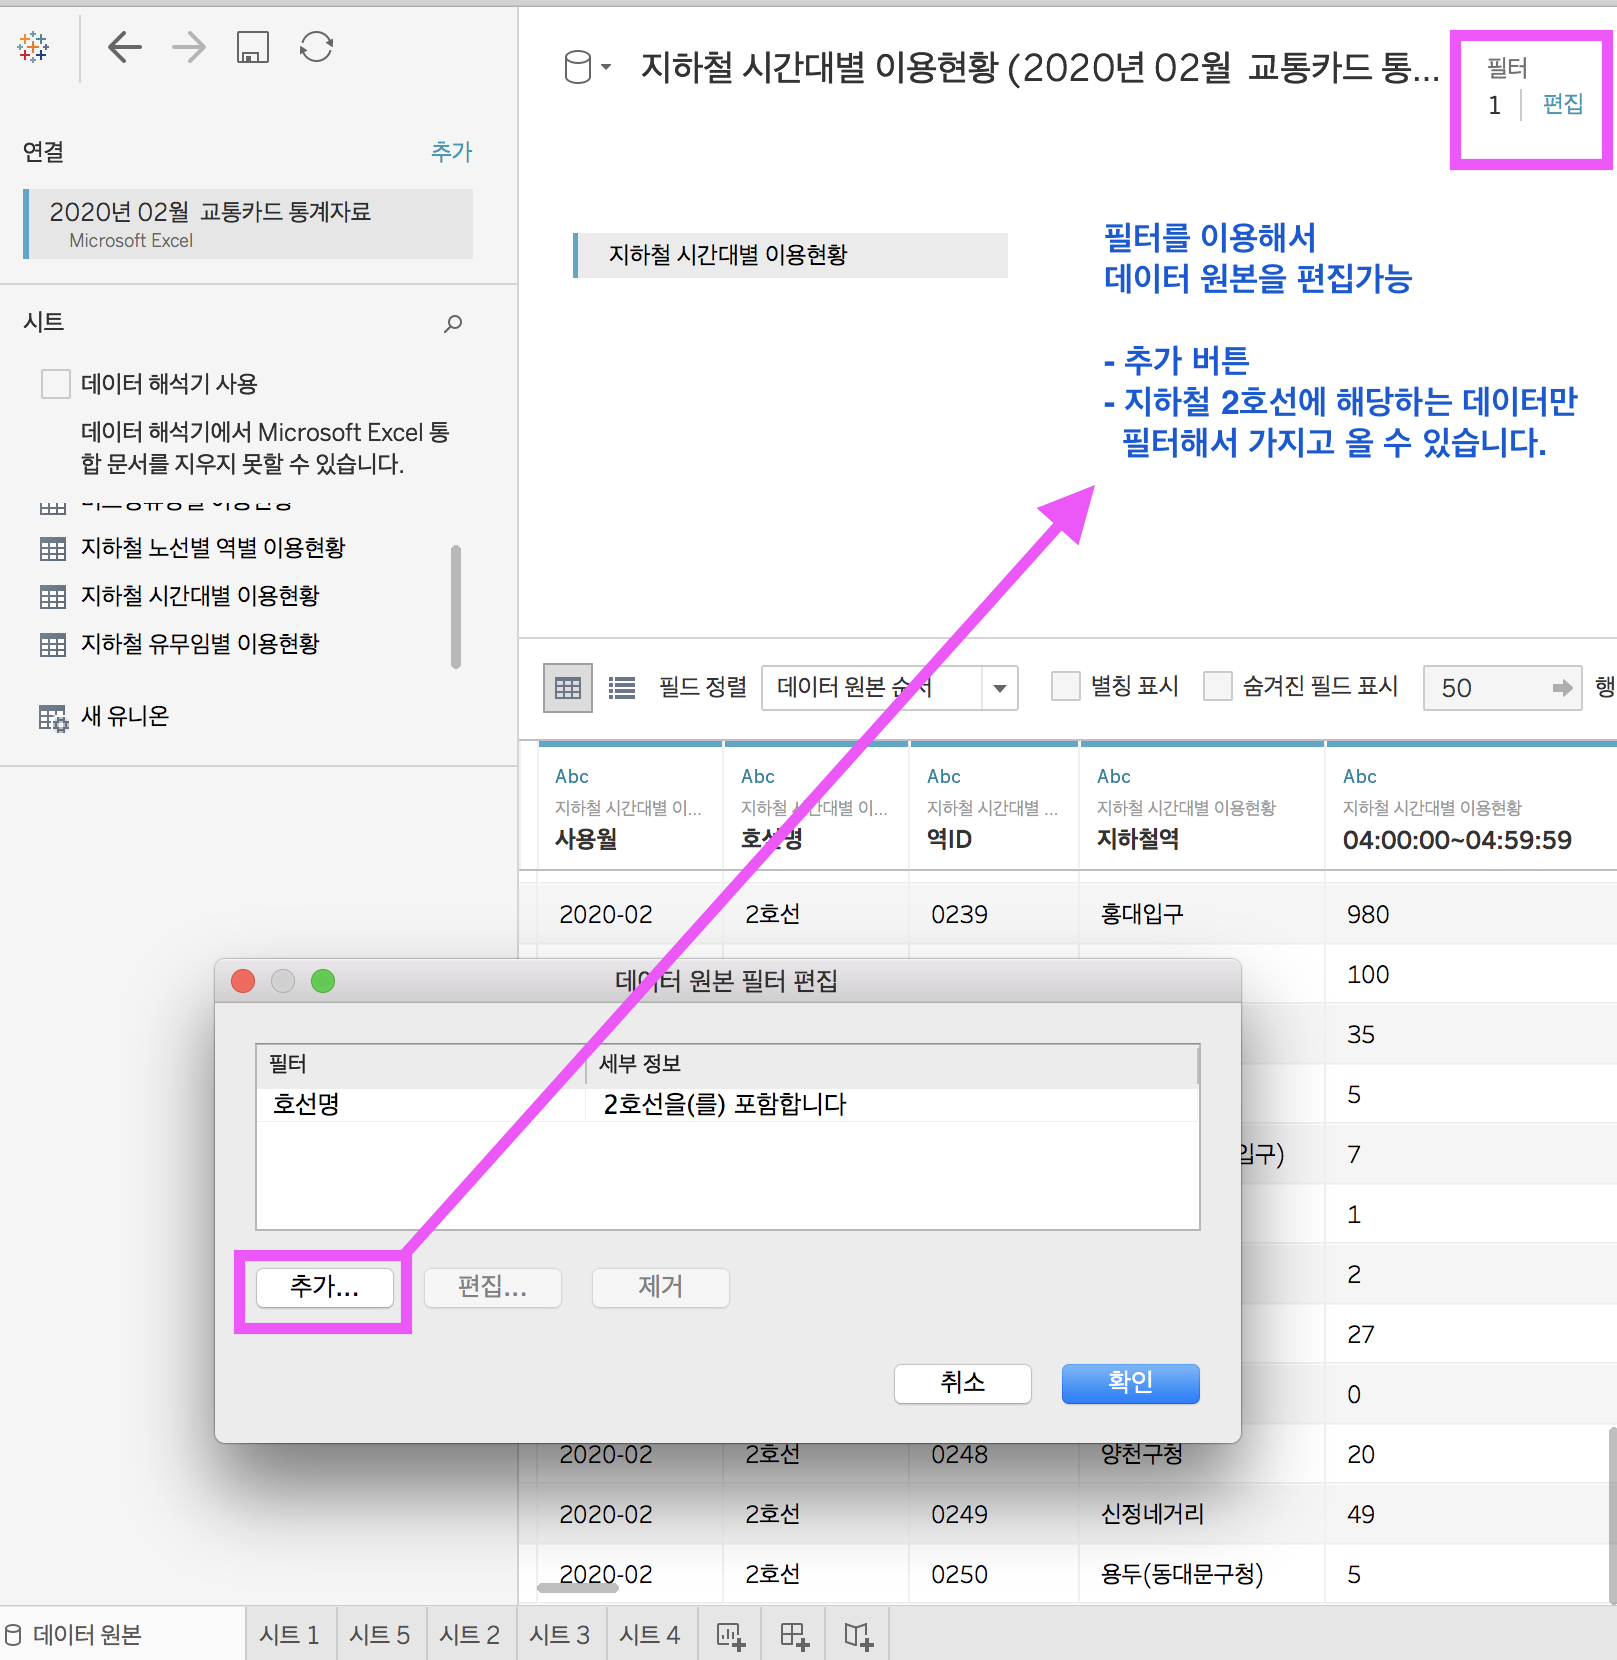 지하철 시간대별 이용현황 (2020년 02월  교통카드 통...
필터
1
편집
연결
추가
2020년 02월  교통카드 통계자료
Microsoft Excel
지하철 시간대별 이용현황
필터를 이용해서
데이터 원본을 편집가능
- 추가 버튼
- 지하철 2호선에 해당하는 데이터만
필터해서 가지고 올 수 있습니다.
시트
데이터 해석기 사용
데이터 해석기에서 Microsoft Excel 통
합 문서를 지우지 못할 수 있습니다.
지하철 노선별 역별 이용현황
지하철 시간대별 이용현황
지하철 유무임별 이용현황
새 유니온
필드 정렬
데이터 원본 순서
별칭 표시
숨겨진 필드 표시
50
행
Abc Abc Abc Abc Abc
지하철 시간대별 이... 지하철 시간대별 이... 지하철 시간대별 ... 지하철 시간대별 이용현황 지하철 시간대별 이용현황
사용월 호선명 역ID 지하철역 04:00:00~04:59:59
2020-02 2호선 0239 홍대입구 980
100
35
5
입구) 7
1
2
27
0
데이터 원본 필터 편집
필터 세부 정보
호선명 2호선을(를) 포함합니다
추가... 편집... 제거
취소 확인
2020-02 2호선 0248 양천구청 20
2020-02 2호선 0249 신정네거리 49
2020-02 2호선 0250 용두(동대문구청) 5
데이터 원본 시트 1 시트 5 시트 2 시트 3 시트 4